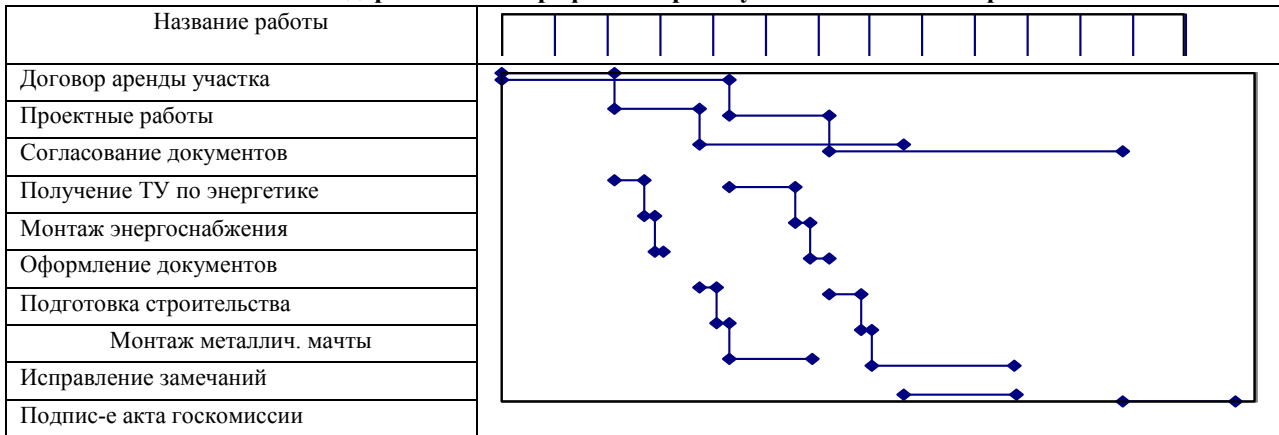 Название работы
Договор аренды участка
Проектные работы
Согласование документов
Получение ТУ по энергетике
Монтаж энергоснабжения
Оформление документов
Подготовка строительства
Монтаж металлич. мачты
Исправление замечаний
Подпис-е акта госкомиссии